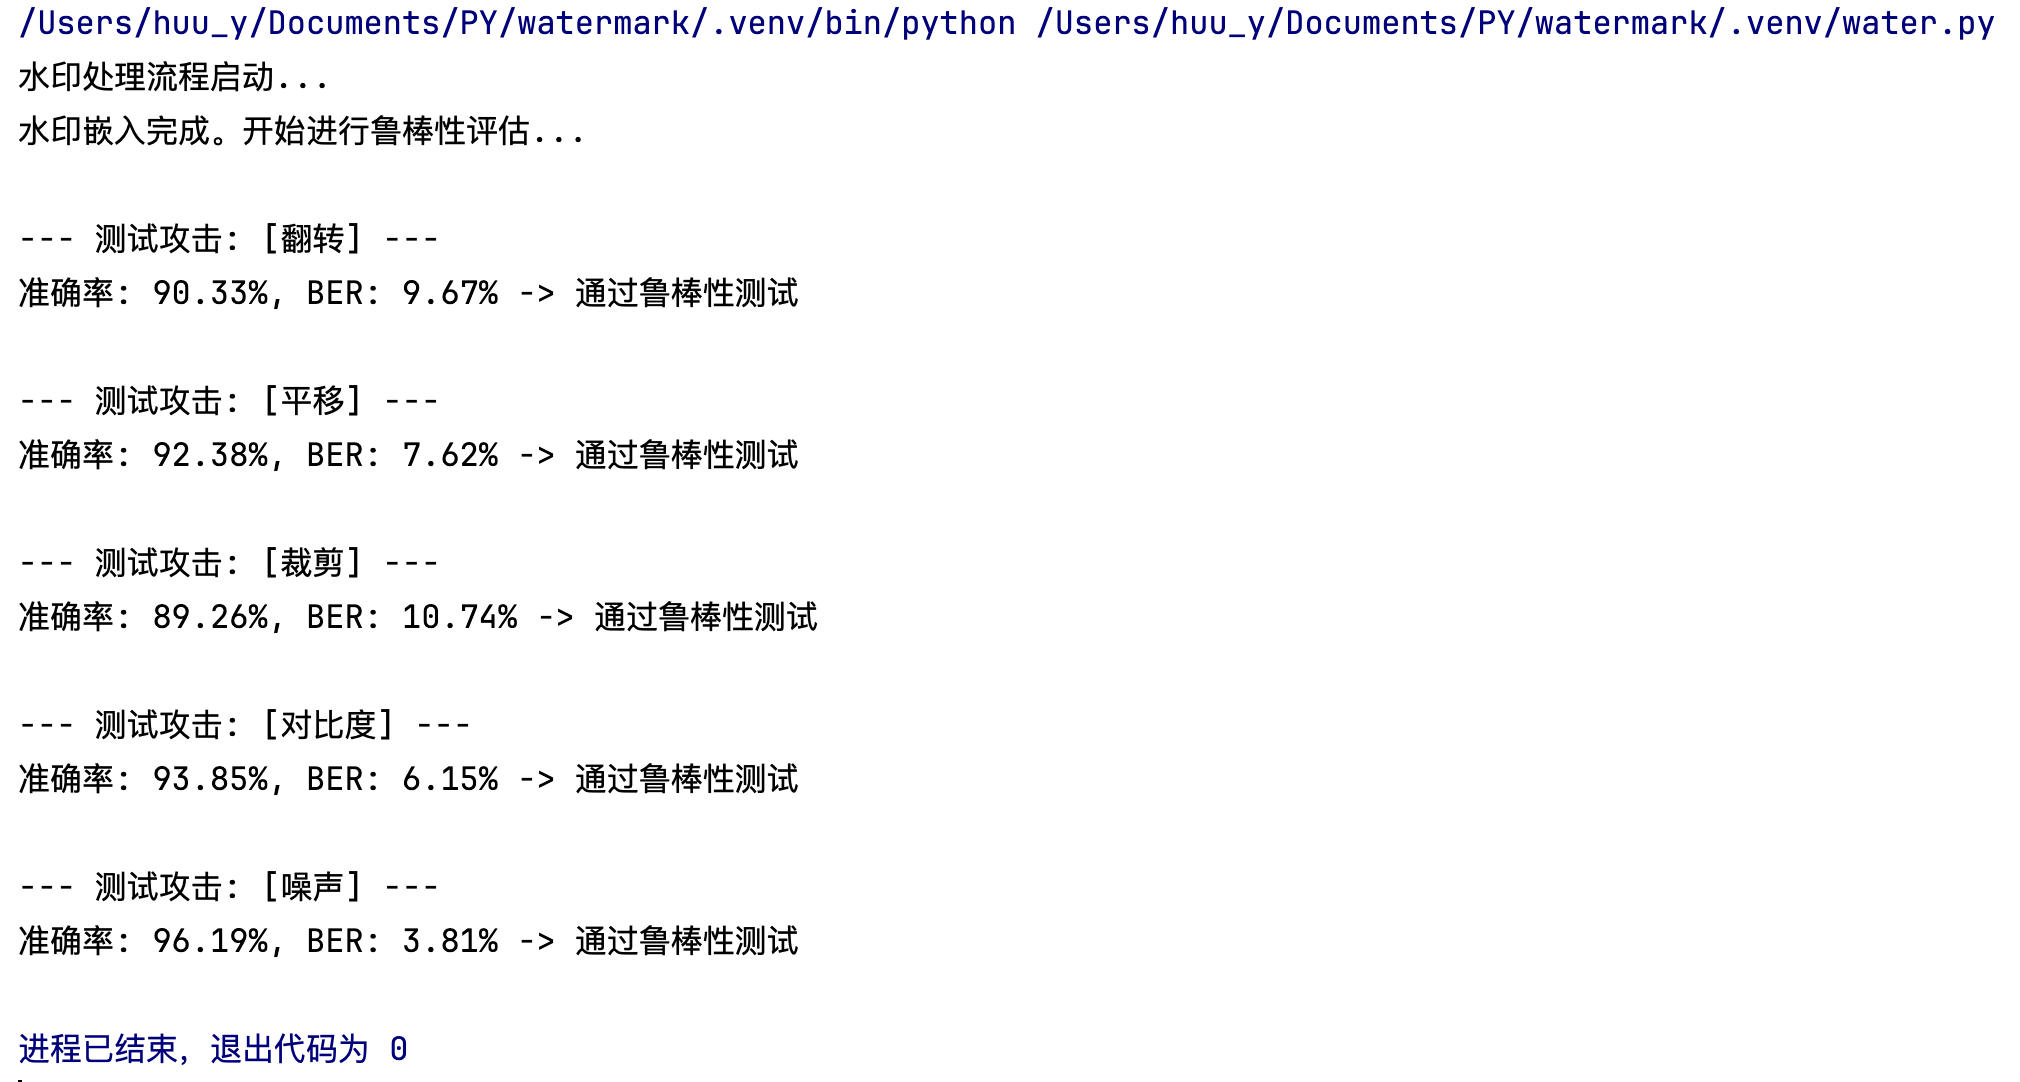 /Users/huu_y/Documents/PY/watermark/.venv/bin/python /Users/huu_y/Documents/PY/watermark/.venv/water.py
水印处理流程启动...
水印嵌入完成。开始进行鲁棒性评估...
--- 测试攻击: [翻转] ---
准确率: 90.33%, BER: 9.67% -> 通过鲁棒性测试
--- 测试攻击: [平移] ---
准确率: 92.38%, BER: 7.62% -> 通过鲁棒性测试
--- 测试攻击: [裁剪] ---
准确率: 89.26%, BER: 10.74% -> 通过鲁棒性测试
--- 测试攻击: [对比度] ---
准确率: 93.85%, BER: 6.15% -> 通过鲁棒性测试
--- 测试攻击: [噪声] ---
准确率: 96.19%, BER: 3.81% -> 通过鲁棒性测试
进程已结束，退出代码为 0